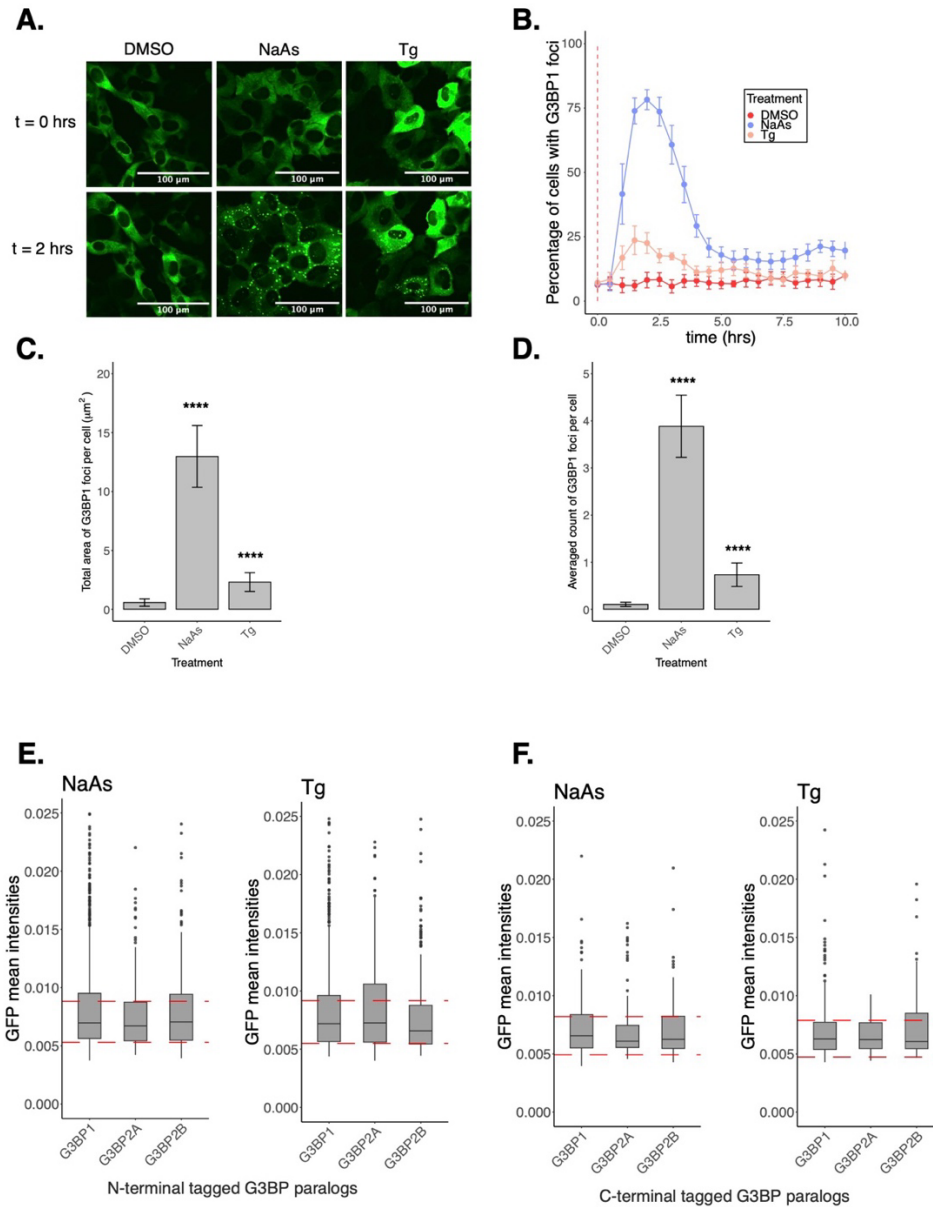 A.
DMSO NaAs Tg
t = 0 hrs
100 µm 100 µm 100 µm
t = 2 hrs
100 µm 100 µm 100 µm
B.
Percentage of cells with G3BP1 foci
100
75
50
25
0
0.0 2.5 5.0 7.5 10.0
time (hrs)
Treatment
DMSO
NaAs
Tg
C.
Total area of G3BP1 foci per cell (µm²)
20
15
10
5
0
DMSO NaAs Tg
**** ****
Treatment
D.
Averaged count of G3BP1 foci per cell
5
4
3
2
1
0
DMSO NaAs Tg
**** ****
Treatment
E.
NaAs
GFP mean intensities
0.025
0.020
0.015
0.010
0.005
0.000
G3BP1 G3BP2A G3BP2B
Tg
GFP mean intensities
0.025
0.020
0.015
0.010
0.005
0.000
G3BP1 G3BP2A G3BP2B
N-terminal tagged G3BP paralogs
F.
NaAs
GFP mean intensities
0.025
0.020
0.015
0.010
0.005
0.000
G3BP1 G3BP2A G3BP2B
Tg
GFP mean intensities
0.025
0.020
0.015
0.010
0.005
0.000
G3BP1 G3BP2A G3BP2B
C-terminal tagged G3BP paralogs